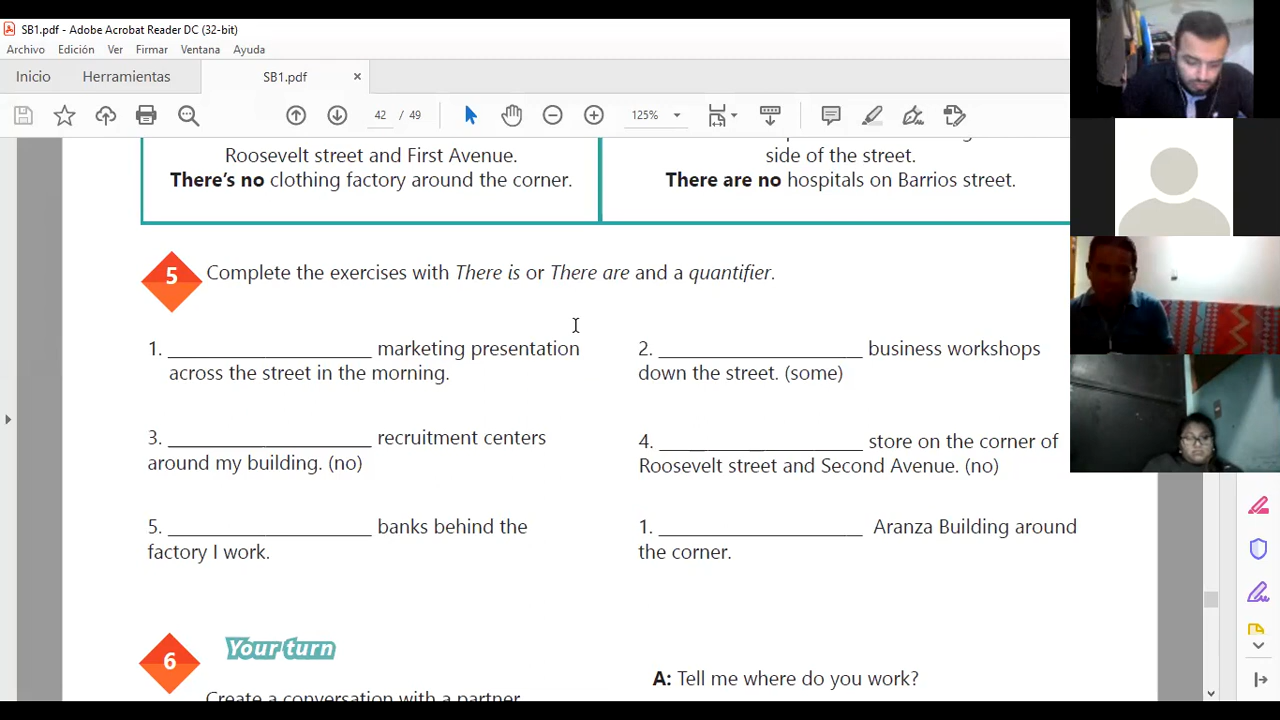 SB1.pdf - Adobe Acrobat Reader DC (32-bit)
Archivo Edición Ver Firmar Ventana Ayuda
Inicio Herramientas SB1.pdf ×
42 / 49 125%
Roosevelt street and First Avenue.
There's no clothing factory around the corner.
side of the street.
There are no hospitals on Barrios street.
5 Complete the exercises with There is or There are and a quantifier.
1. ____________________ marketing presentation
across the street in the morning.
2. ____________________ business workshops
down the street. (some)
3. ____________________ recruitment centers
around my building. (no)
4. ____________________ store on the corner of
Roosevelt street and Second Avenue. (no)
5. ____________________ banks behind the
factory I work.
1. ____________________ Aranza Building around
the corner.
6 Your turn
Create a conversation with a partner
A: Tell me where do you work?